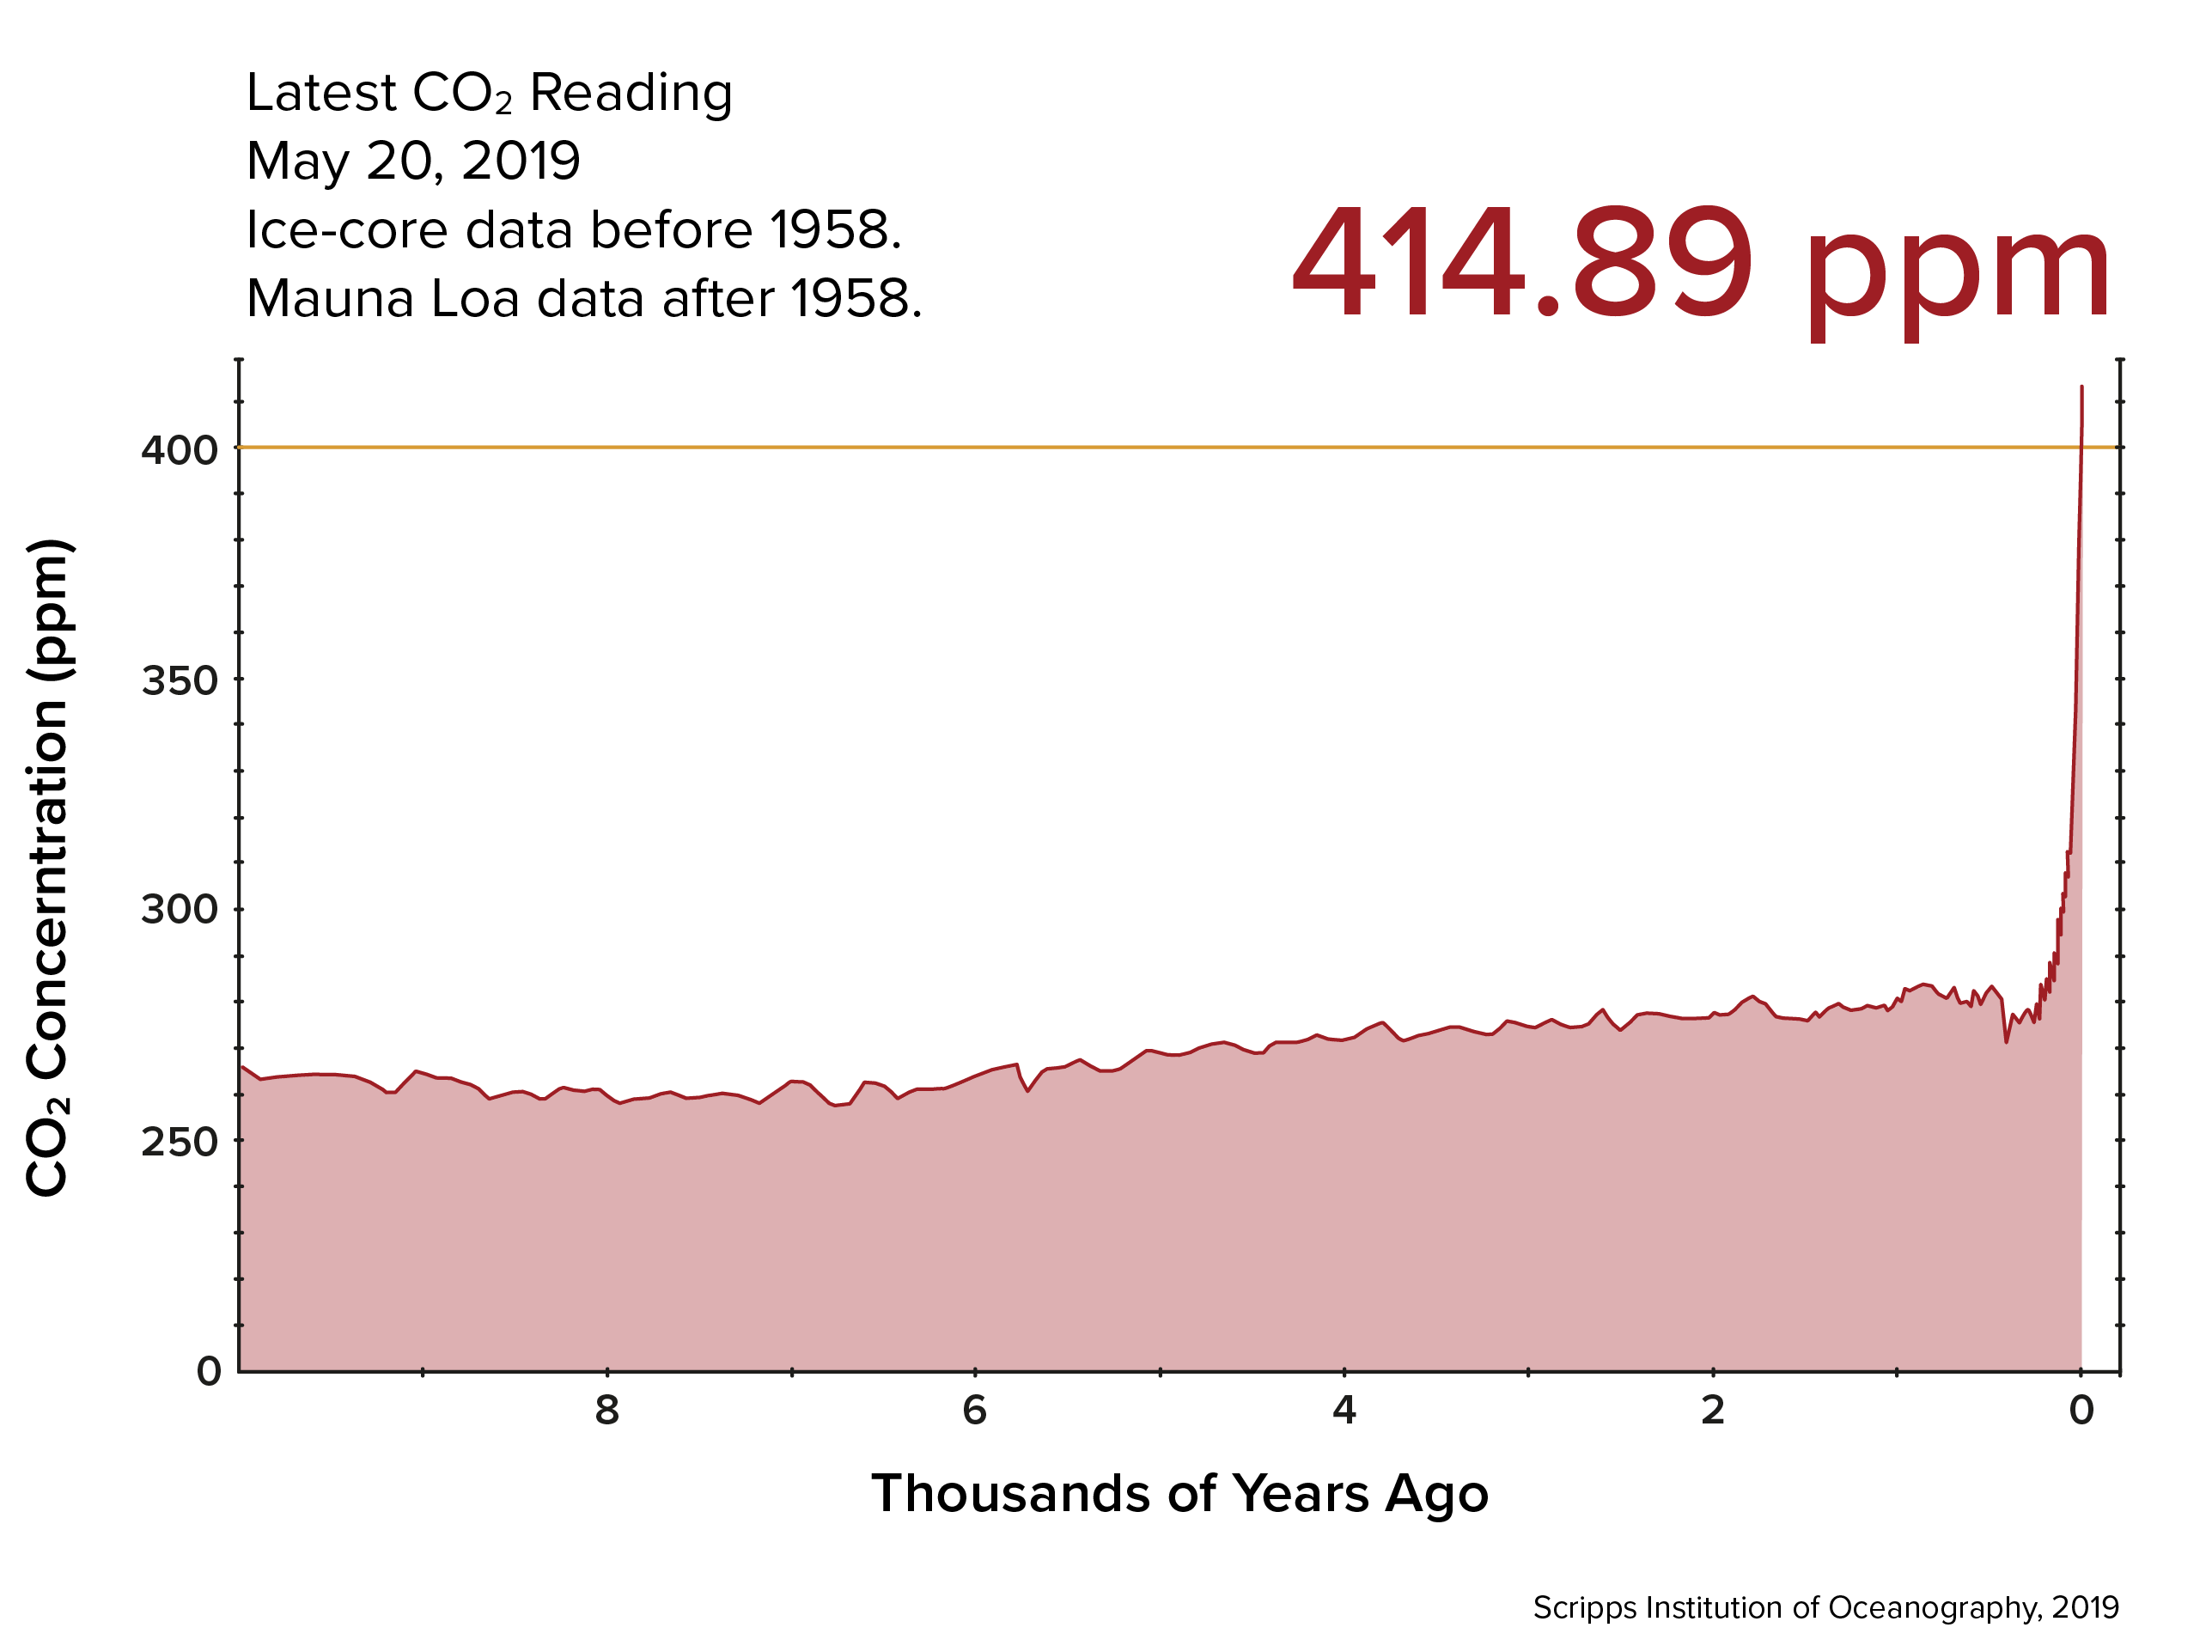 Latest CO₂ Reading
May 20, 2019
Ice-core data before 1958.
Mauna Loa data after 1958.
414.89 ppm
CO₂ Concerntration (ppm)
400
350
300
250
0
8
6
4
2
0
Thousands of Years Ago
Scripps Institution of Oceanography, 2019